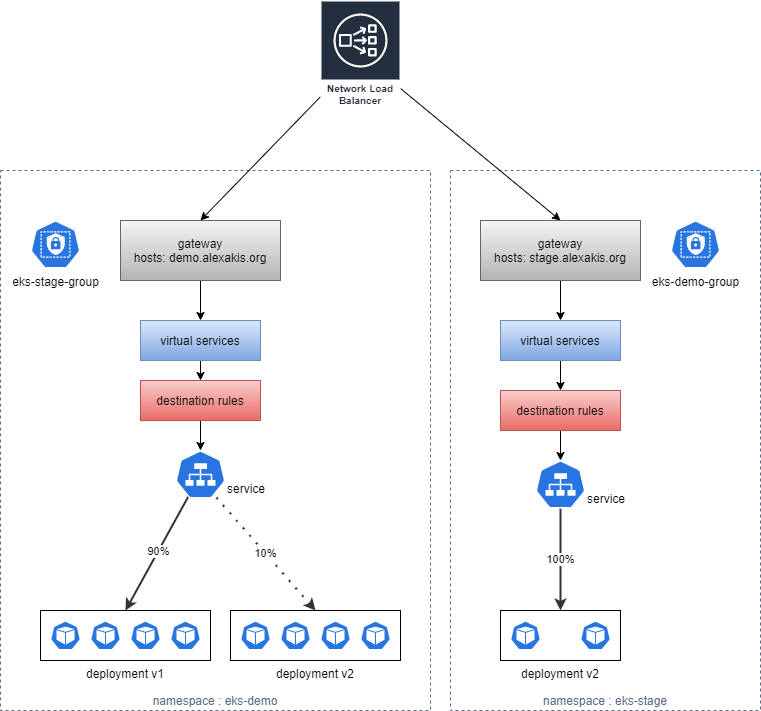 Network Load
Balancer
gateway
hosts: demo.alexakis.org
eks-stage-group
virtual services
destination rules
service
90%
10%
deployment v1
deployment v2
namespace : eks-demo
gateway
hosts: stage.alexakis.org
eks-demo-group
virtual services
destination rules
service
100%
deployment v2
namespace : eks-stage